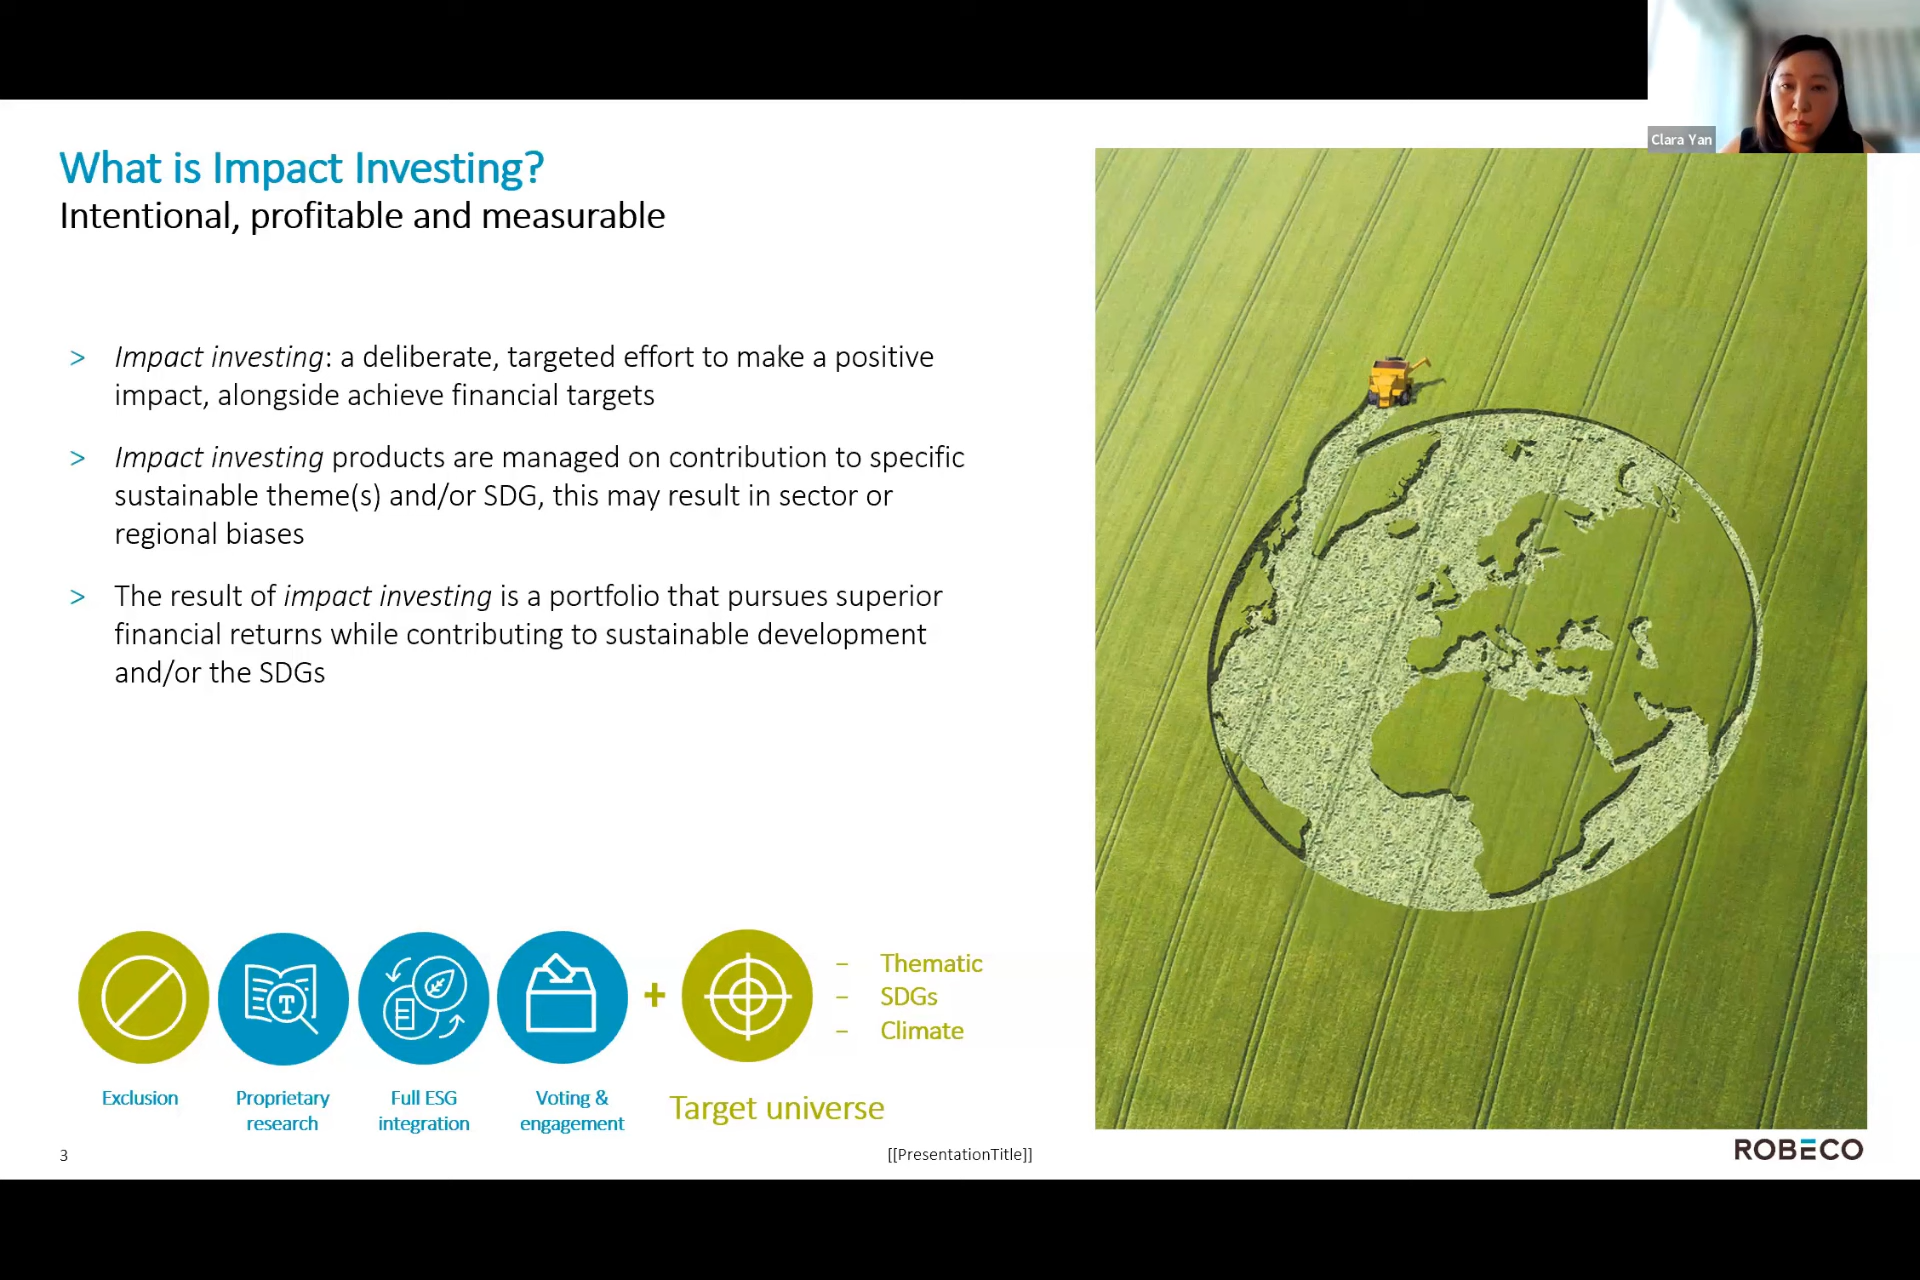 Clara Yan
What is Impact Investing?
Intentional, profitable and measurable
> Impact investing: a deliberate, targeted effort to make a positive
impact, alongside achieve financial targets
> Impact investing products are managed on contribution to specific
sustainable theme(s) and/or SDG, this may result in sector or
regional biases
> The result of impact investing is a portfolio that pursues superior
financial returns while contributing to sustainable development
and/or the SDGs
T
+
– Thematic
– SDGs
– Climate
Exclusion
Proprietary
research
Full ESG
integration
Voting &
engagement
Target universe
3
[[PresentationTitle]]
ROBECO